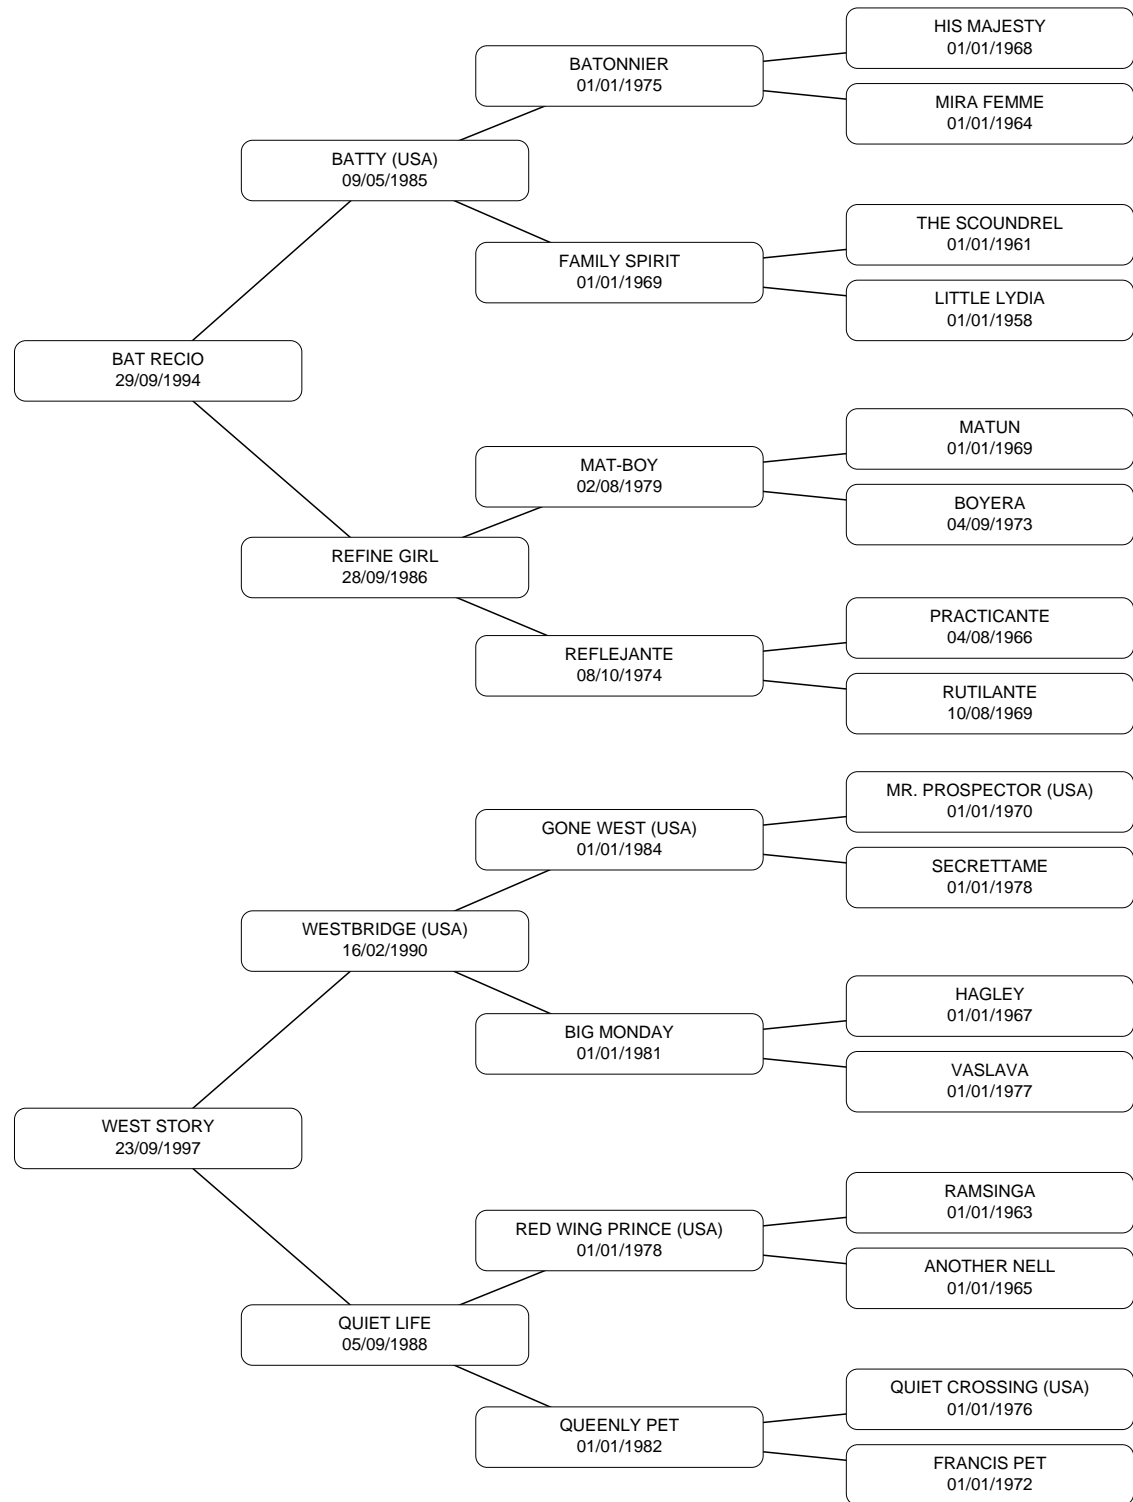 HIS MAJESTY
01/01/1968
BATONNIER
01/01/1975
MIRA FEMME
01/01/1964
BATTY (USA)
09/05/1985
THE SCOUNDREL
01/01/1961
FAMILY SPIRIT
01/01/1969
LITTLE LYDIA
01/01/1958
BAT RECIO
29/09/1994
MATUN
01/01/1969
MAT-BOY
02/08/1979
BOYERA
04/09/1973
REFINE GIRL
28/09/1986
PRACTICANTE
04/08/1966
REFLEJANTE
08/10/1974
RUTILANTE
10/08/1969
MR. PROSPECTOR (USA)
01/01/1970
GONE WEST (USA)
01/01/1984
SECRETTAME
01/01/1978
WESTBRIDGE (USA)
16/02/1990
HAGLEY
01/01/1967
BIG MONDAY
01/01/1981
VASLAVA
01/01/1977
WEST STORY
23/09/1997
RAMSINGA
01/01/1963
RED WING PRINCE (USA)
01/01/1978
ANOTHER NELL
01/01/1965
QUIET LIFE
05/09/1988
QUIET CROSSING (USA)
01/01/1976
QUEENLY PET
01/01/1982
FRANCIS PET
01/01/1972